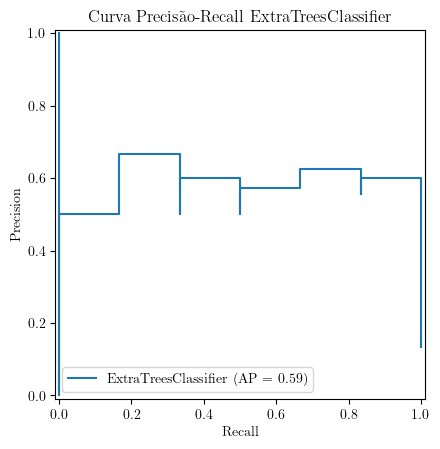 Curva Precisão-Recall ExtraTreesClassifier
1.0
0.8
0.6
0.4
0.2
0.0
Precision
ExtraTreesClassifier (AP = 0.59)
0.0 0.2 0.4 0.6 0.8 1.0
Recall